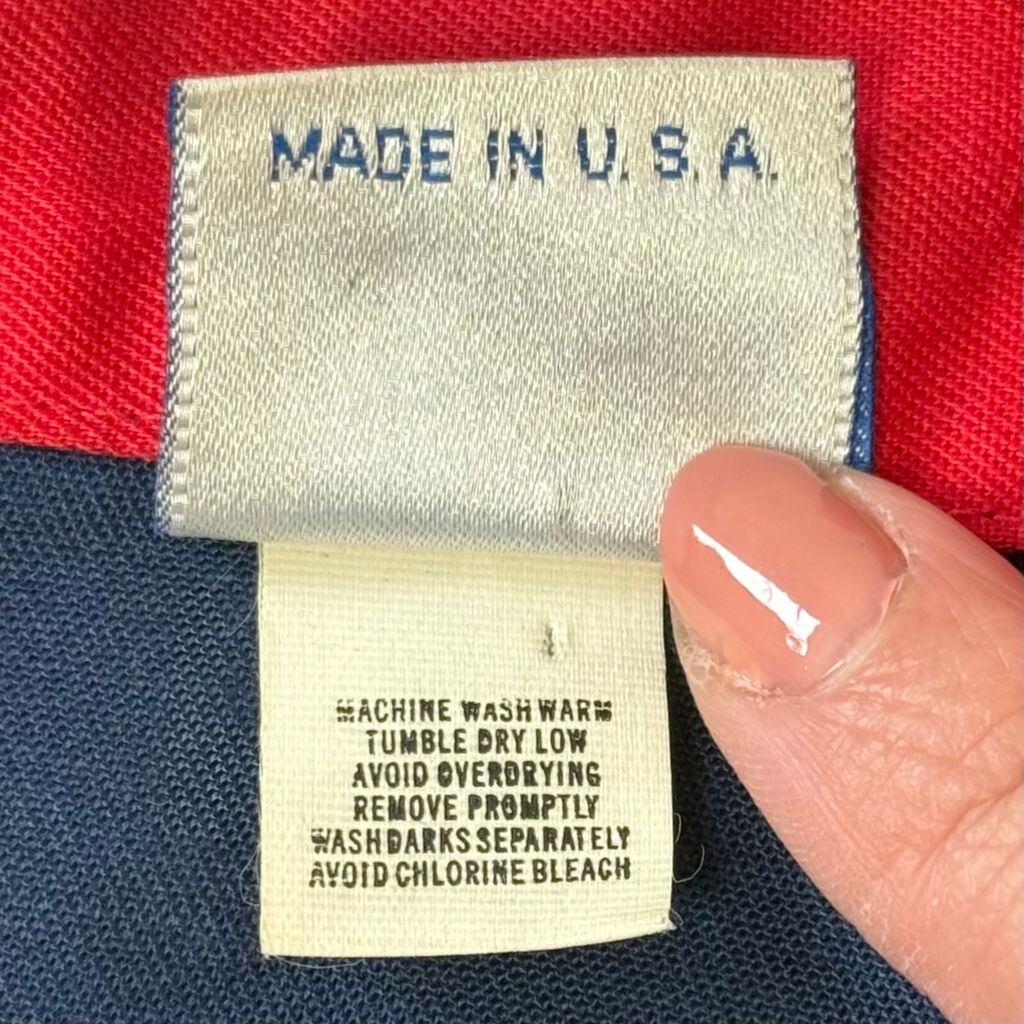 MADE IN U.S.A.
MACHINE WASH WARM
TUMBLE DRY LOW
AVOID OVERDRYING
REMOVE PROMPTLY
WASH DARKS SEPARATELY
AVOID CHLORINE BLEACH